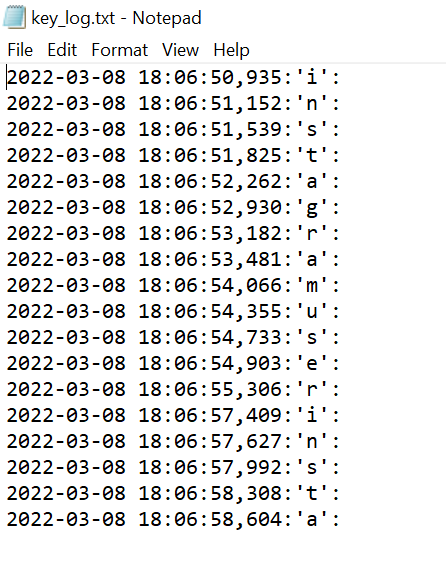 key_log.txt - Notepad
File Edit Format View Help
2022-03-08 18:06:50,935:'i':
2022-03-08 18:06:51,152:'n':
2022-03-08 18:06:51,539:'s':
2022-03-08 18:06:51,825:'t':
2022-03-08 18:06:52,262:'a':
2022-03-08 18:06:52,930:'g':
2022-03-08 18:06:53,182:'r':
2022-03-08 18:06:53,481:'a':
2022-03-08 18:06:54,066:'m':
2022-03-08 18:06:54,355:'u':
2022-03-08 18:06:54,733:'s':
2022-03-08 18:06:54,903:'e':
2022-03-08 18:06:55,306:'r':
2022-03-08 18:06:57,409:'i':
2022-03-08 18:06:57,627:'n':
2022-03-08 18:06:57,992:'s':
2022-03-08 18:06:58,308:'t':
2022-03-08 18:06:58,604:'a':